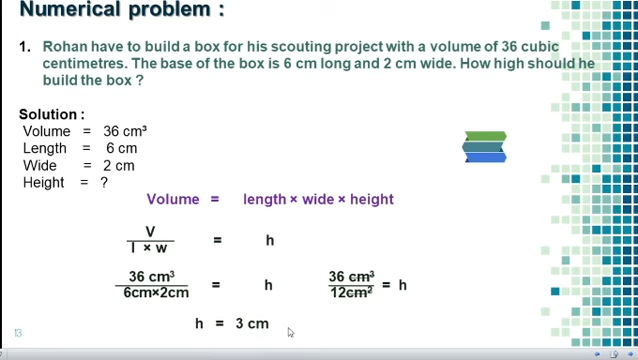 Numerical problem :
1. Rohan have to build a box for his scouting project with a volume of 36 cubic
centimetres. The base of the box is 6 cm long and 2 cm wide. How high should he
build the box ?
Solution :
Volume = 36 cm³
Length = 6 cm
Wide = 2 cm
Height = ?
Volume = length × wide × height
V
l × w = h
36 cm³
6cm×2cm = h
36 cm³
12cm² = h
h = 3 cm
13